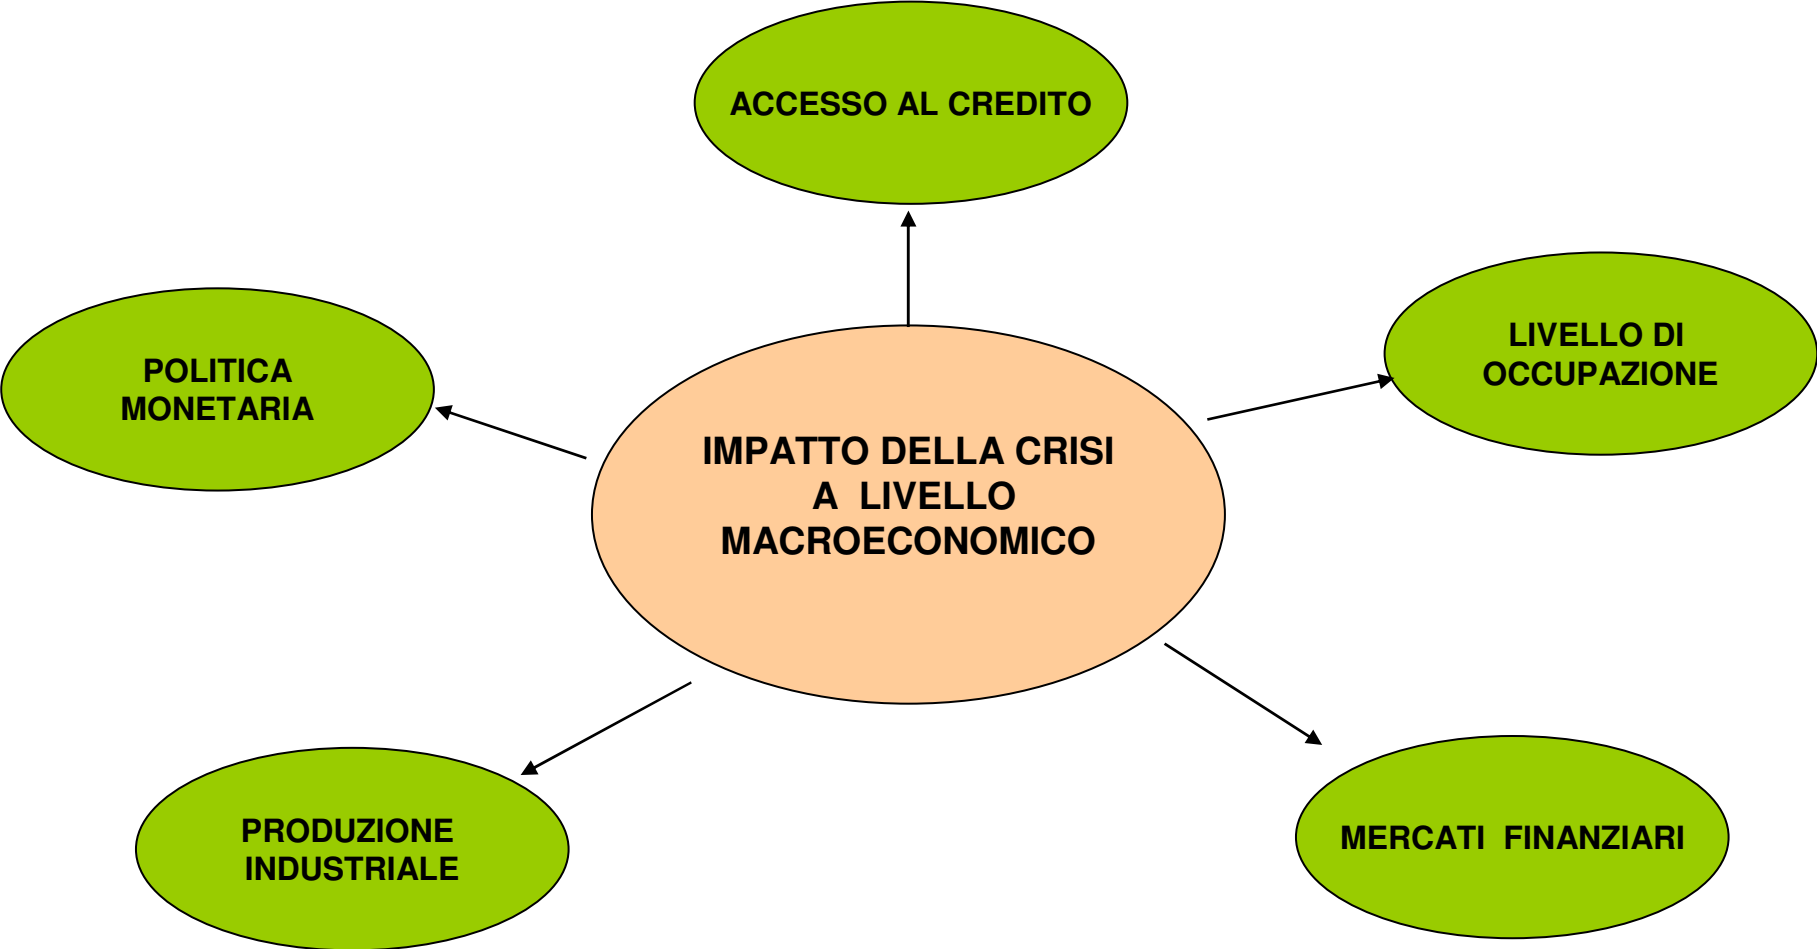 ACCESSO AL CREDITO
LIVELLO DI
OCCUPAZIONE
POLITICA
MONETARIA
IMPATTO DELLA CRISI
A LIVELLO
MACROECONOMICO
PRODUZIONE
INDUSTRIALE
MERCATI FINANZIARI